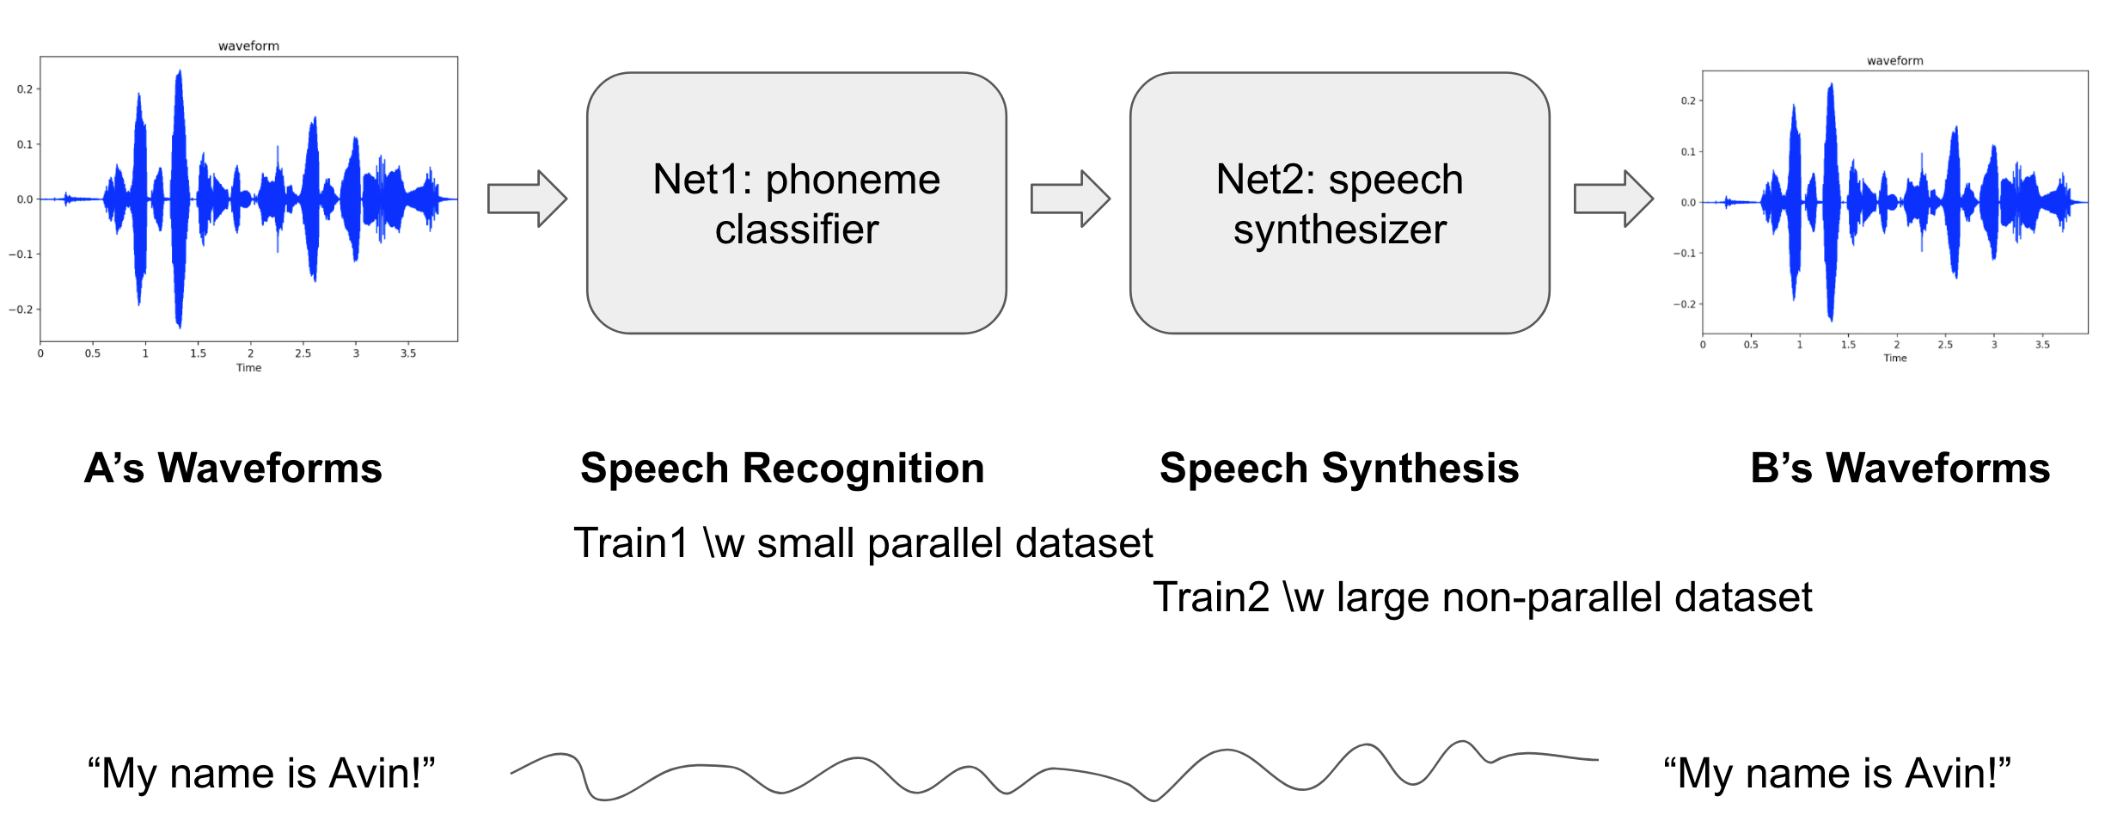 waveform
0.2
0.1
0.0
−0.1
−0.2
0 0.5 1 1.5 2 2.5 3 3.5
Time
Net1: phoneme
classifier
Net2: speech
synthesizer
waveform
0.2
0.1
0.0
−0.1
−0.2
0 0.5 1 1.5 2 2.5 3 3.5
Time
A’s Waveforms
Speech Recognition
Speech Synthesis
B’s Waveforms
Train1 \w small parallel dataset
Train2 \w large non-parallel dataset
“My name is Avin!”
“My name is Avin!”